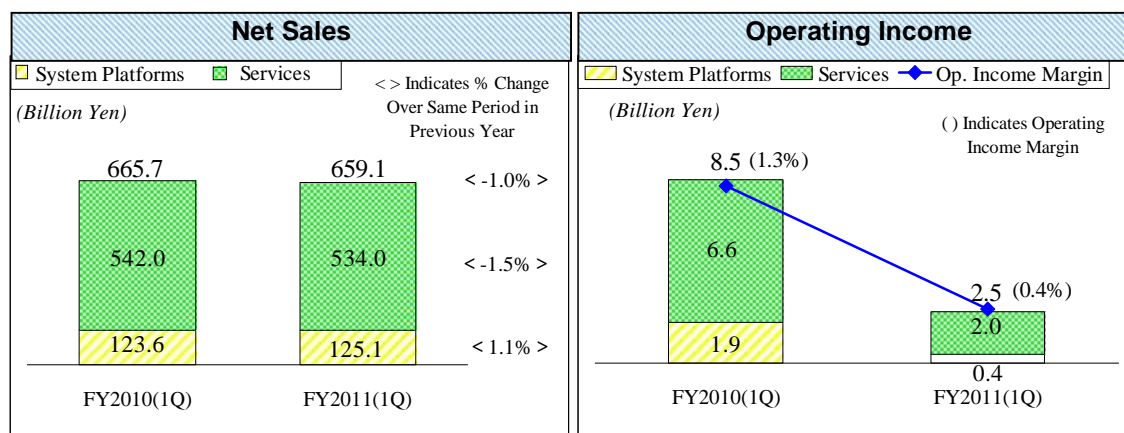 Net Sales
System Platforms
Services
< > Indicates % Change
Over Same Period in
Previous Year
(Billion Yen)
665.7
659.1
< -1.0% >
542.0
534.0
< -1.5% >
123.6
125.1
< 1.1% >
FY2010(1Q)
FY2011(1Q)
Operating Income
System Platforms
Services
Op. Income Margin
(Billion Yen)
( ) Indicates Operating
Income Margin
8.5 (1.3%)
6.6
2.5 (0.4%)
2.0
1.9
0.4
FY2010(1Q)
FY2011(1Q)